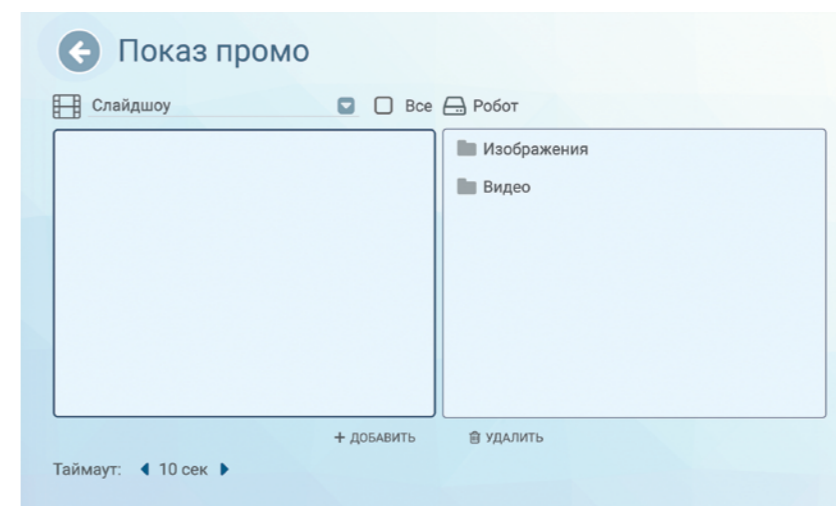 Показ промо
Слайдшоу Все Робот
Изображения
Видео
+ ДОБАВИТЬ УДАЛИТЬ
Таймаут: 10 сек